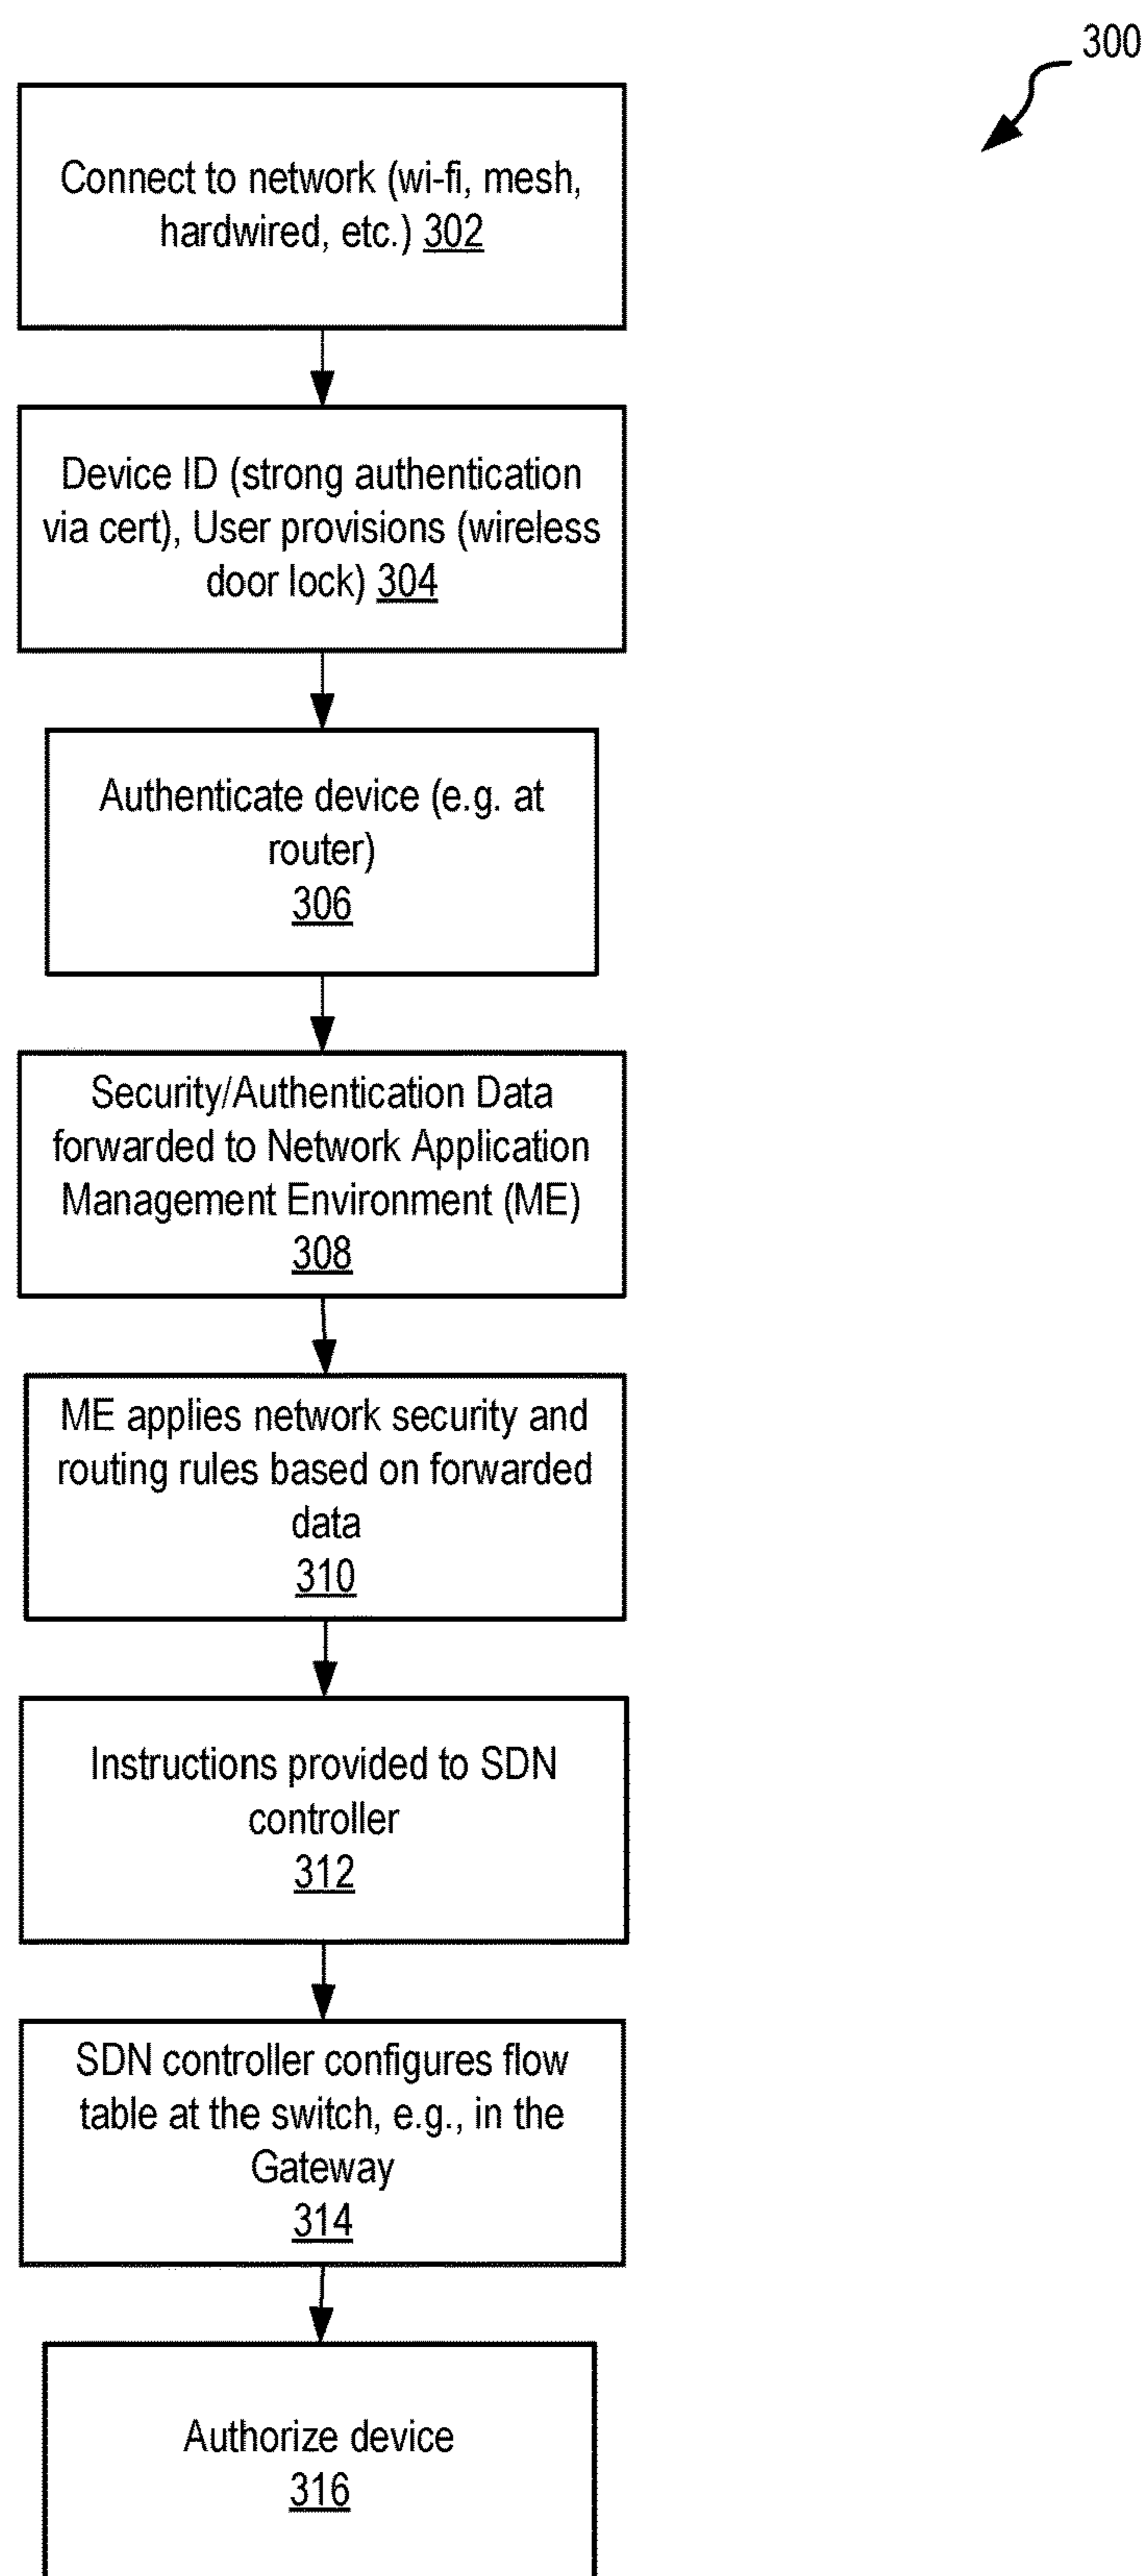 300
Connect to network (wi-fi, mesh,
hardwired, etc.) 302
Device ID (strong authentication
via cert), User provisions (wireless
door lock) 304
Authenticate device (e.g. at
router)
306
Security/Authentication Data
forwarded to Network Application
Management Environment (ME)
308
ME applies network security and
routing rules based on forwarded
data
310
Instructions provided to SDN
controller
312
SDN controller configures flow
table at the switch, e.g., in the
Gateway
314
Authorize device
316